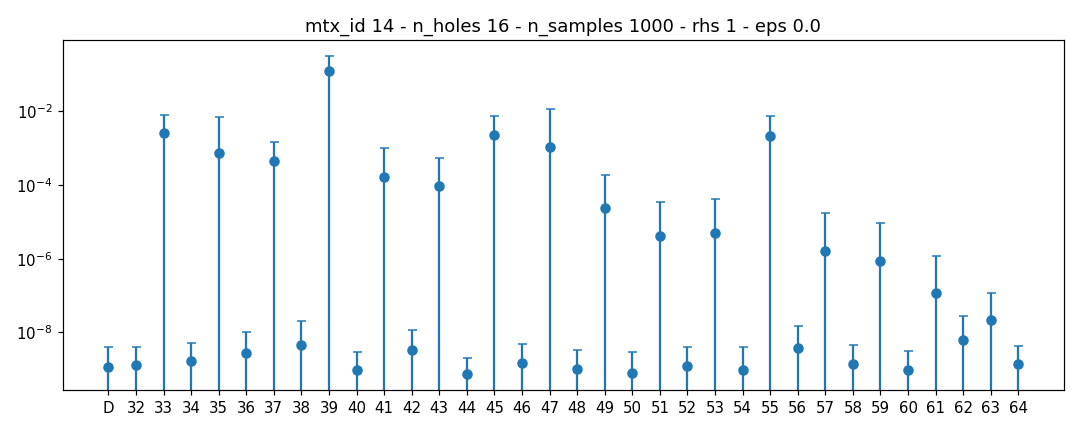 mtx_id 14 - n_holes 16 - n_samples 1000 - rhs 1 - eps 0.0
10⁻²
10⁻⁴
10⁻⁶
10⁻⁸
D 32 33 34 35 36 37 38 39 40 41 42 43 44 45 46 47 48 49 50 51 52 53 54 55 56 57 58 59 60 61 62 63 64